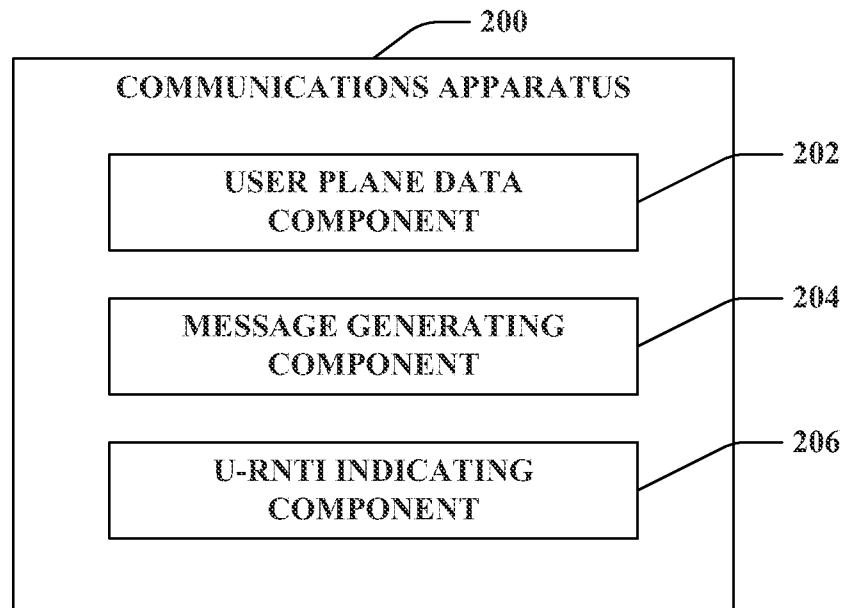 200
COMMUNICATIONS APPARATUS
202
USER PLANE DATA
COMPONENT
204
MESSAGE GENERATING
COMPONENT
206
U-RNTI INDICATING
COMPONENT